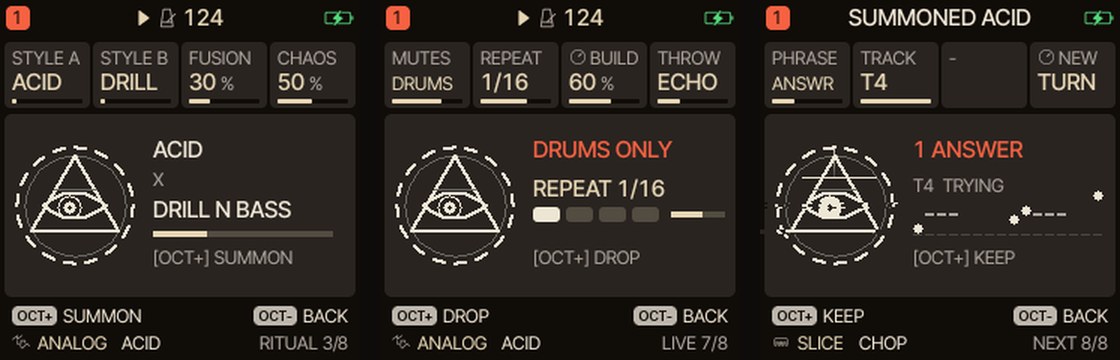 1 124
STYLE A STYLE B FUSION CHAOS
ACID DRILL 30 % 50 %
ACID
X
DRILL N BASS
[OCT+] SUMMON
OCT+ SUMMON OCT- BACK
ANALOG ACID RITUAL 3/8
1 124
MUTES REPEAT BUILD THROW
DRUMS 1/16 60 % ECHO
DRUMS ONLY
REPEAT 1/16
[OCT+] DROP
OCT+ DROP OCT- BACK
ANALOG ACID LIVE 7/8
1 SUMMONED ACID
PHRASE TRACK - NEW
ANSWR T4 TURN
1 ANSWER
T4 TRYING
[OCT+] KEEP
OCT+ KEEP OCT- BACK
SLICE CHOP NEXT 8/8